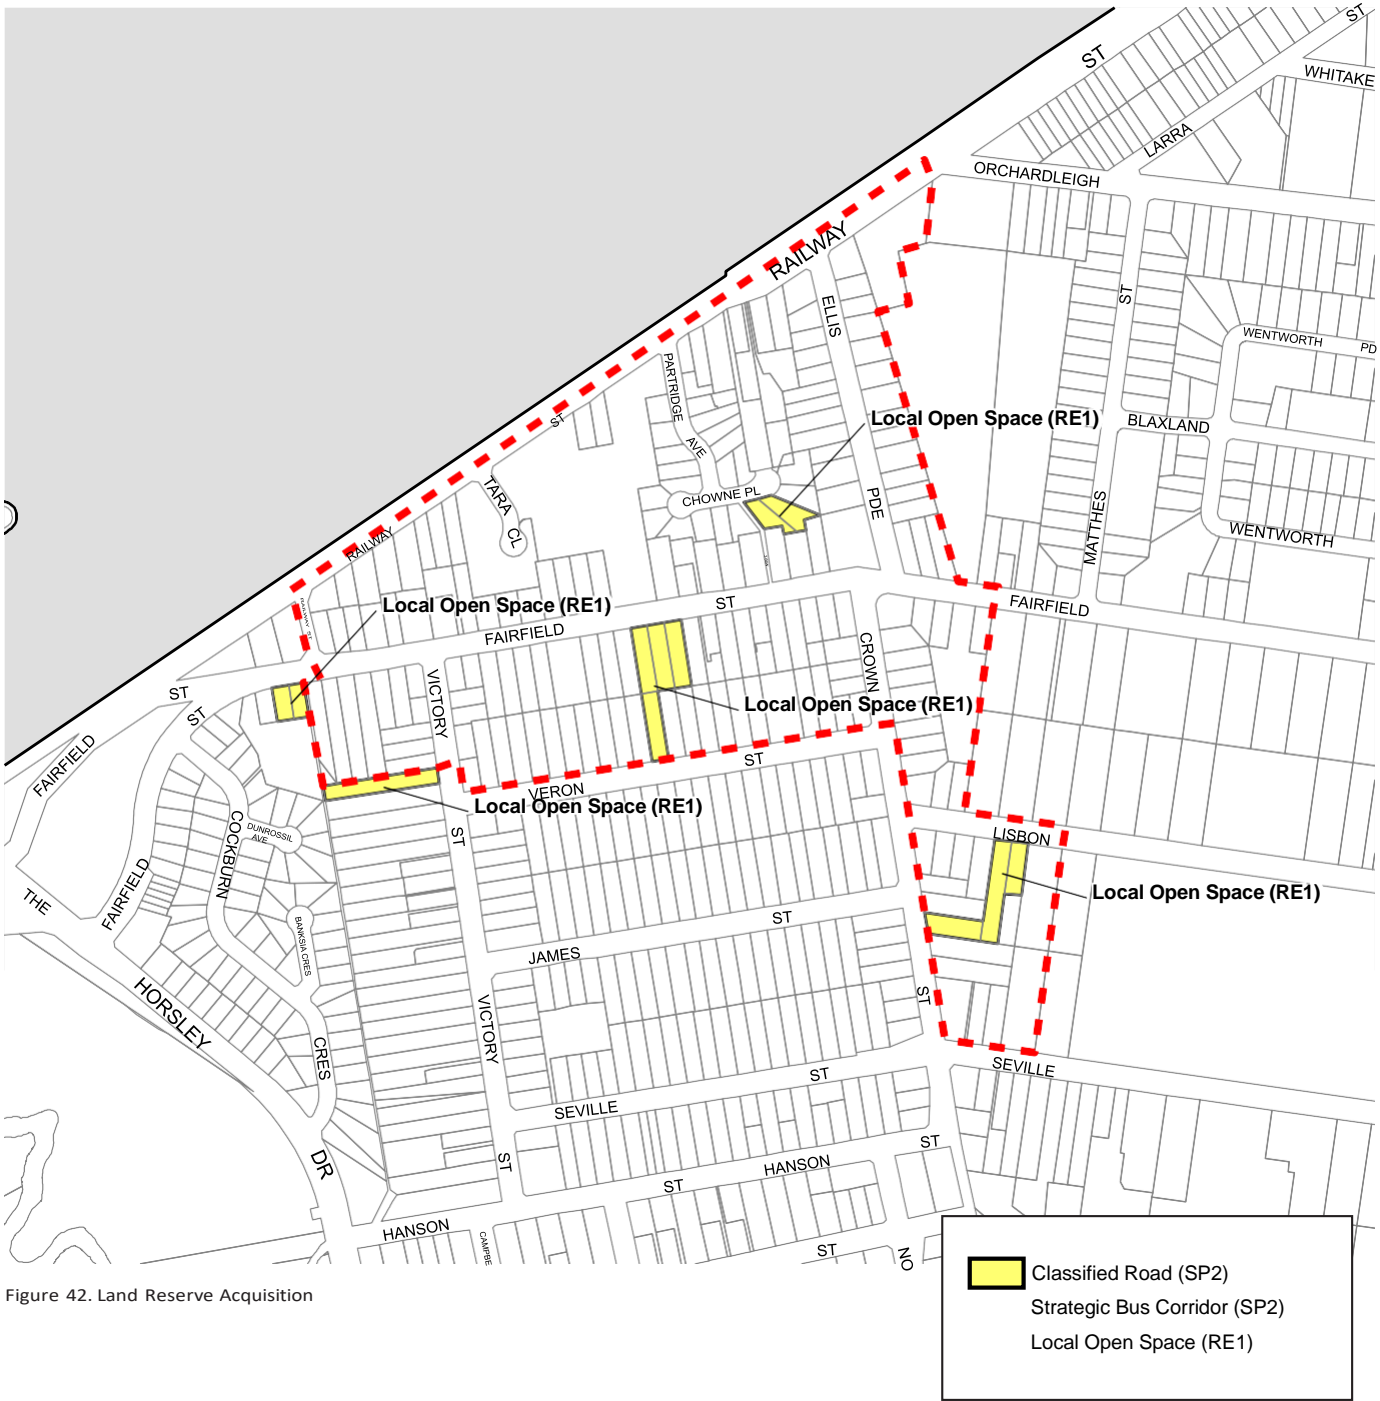 ST
ST
WHITAKE
LARRA
ORCHARDLEIGH
RAILWAY
ELLIS
ST
WENTWORTH
PD
PARTRIDGE
AVE
ST
Local Open Space (RE1)
BLAXLAND
TARA
CL
CHOWNE PL
PDE
MATTHES
WENTWORTH
RAILWAY
RAILWAY ST
Local Open Space (RE1)
ST
FAIRFIELD
FAIRFIELD
CROWN
VICTORY
ST
ST
Local Open Space (RE1)
FAIRFIELD
ST
VERON
Local Open Space (RE1)
DUNROSSIL
AVE
COCKBURN
ST
LISBON
THE
FAIRFIELD
Local Open Space (RE1)
BANKSIA CRES
ST
JAMES
HORSLEY
VICTORY
ST
CRES
SEVILLE
ST
SEVILLE
DR
ST
ST
HANSON
ST
HANSON
CAMPBE
ST
NO
Classified Road (SP2)
Strategic Bus Corridor (SP2)
Local Open Space (RE1)
Figure 42. Land Reserve Acquisition